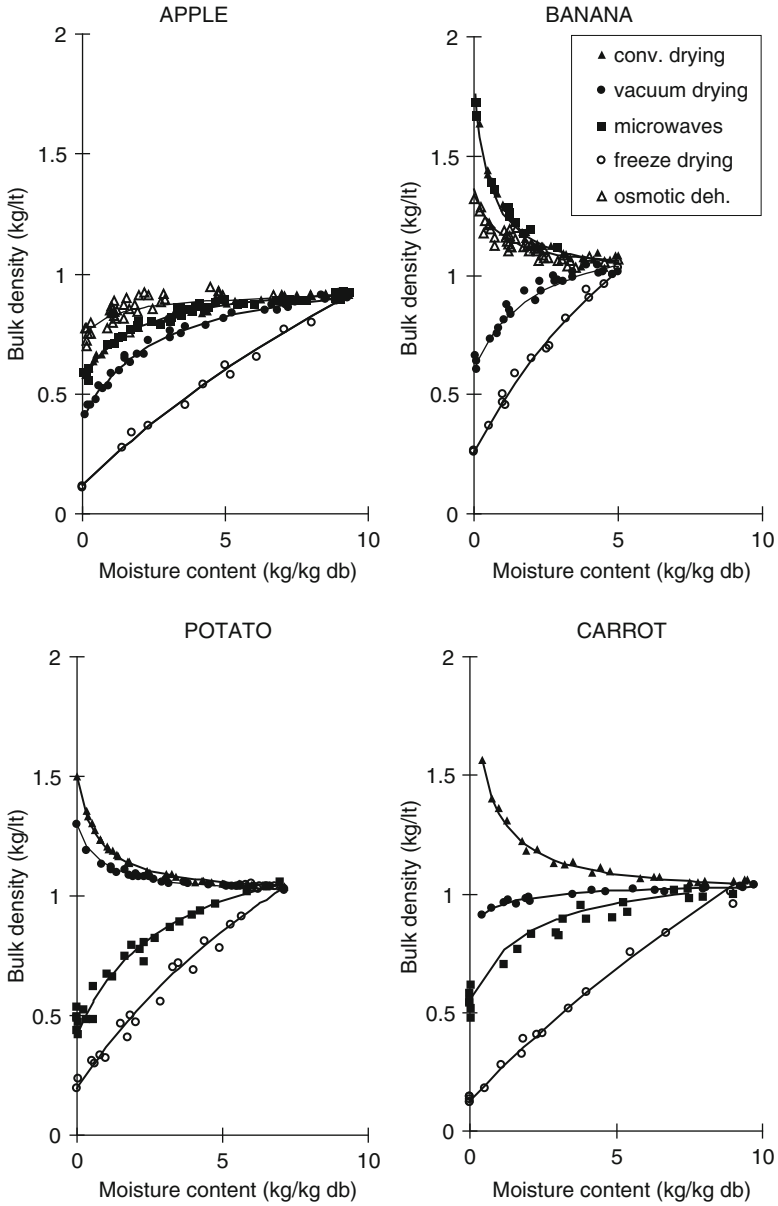 APPLE
2
1.5
1
0.5
0
0
5
10
Bulk density (kg/lt)
Moisture content (kg/kg db)
BANANA
2
1.5
1
0.5
0
0
5
10
Bulk density (kg/lt)
Moisture content (kg/kg db)
conv. drying
vacuum drying
microwaves
freeze drying
osmotic deh.
POTATO
2
1.5
1
0.5
0
0
5
10
Bulk density (kg/lt)
Moisture content (kg/kg db)
CARROT
2
1.5
1
0.5
0
0
5
10
Bulk density (kg/lt)
Moisture content (kg/kg db)